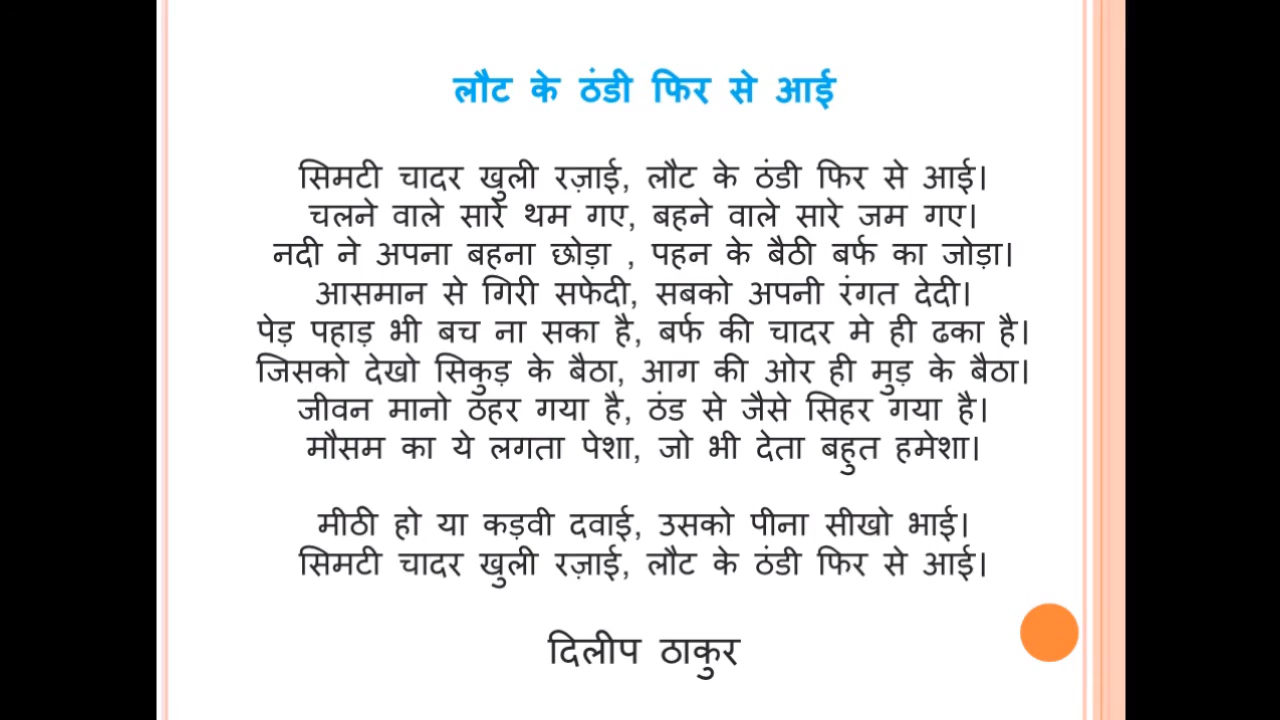 लौट के ठंडी फिर से आई
सिमटी चादर खुली रज़ाई, लौट के ठंडी फिर से आई।
चलने वाले सारे थम गए, बहने वाले सारे जम गए।
नदी ने अपना बहना छोड़ा , पहन के बैठी बर्फ का जोड़ा।
आसमान से गिरी सफेदी, सबको अपनी रंगत देदी।
पेड़ पहाड़ भी बच ना सका है, बर्फ की चादर मे ही ढका है।
जिसको देखो सिकुड़ के बैठा, आग की ओर ही मुड़ के बैठा।
जीवन मानो ठहर गया है, ठंड से जैसे सिहर गया है।
मौसम का ये लगता पेशा, जो भी देता बहुत हमेशा।
मीठी हो या कड़वी दवाई, उसको पीना सीखो भाई।
सिमटी चादर खुली रज़ाई, लौट के ठंडी फिर से आई।
दिलीप ठाकुर